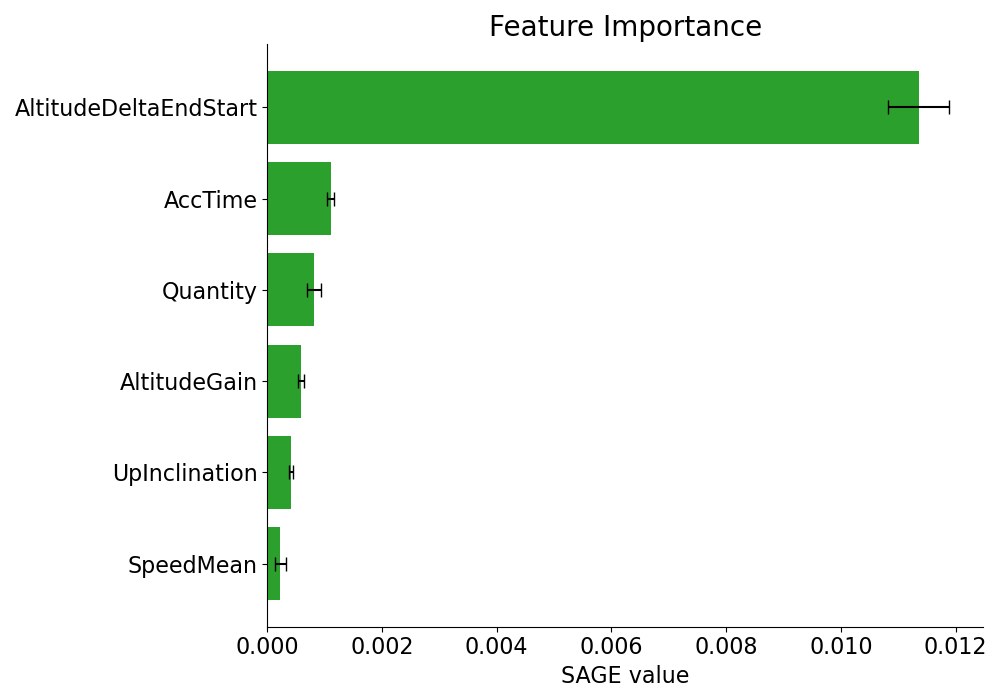 Feature Importance
AltitudeDeltaEndStart
AccTime
Quantity
AltitudeGain
UpInclination
SpeedMean
0.000 0.002 0.004 0.006 0.008 0.010 0.012
SAGE value